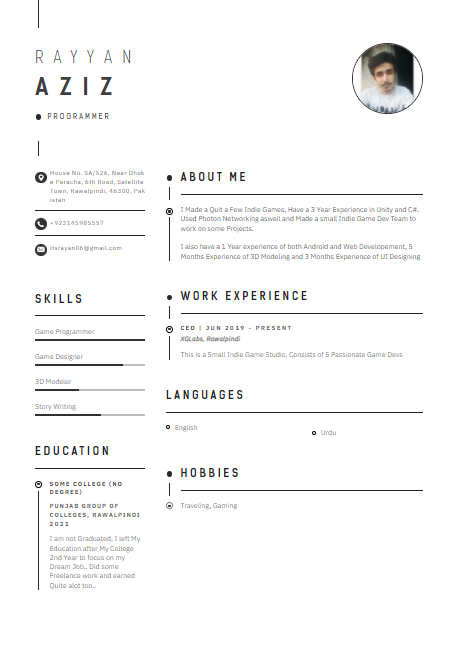 RAYYAN
AZIZ
PROGRAMMER
House No. SA/526, Near Dhok
e Paracha, 6th Road, Satellite
Town, Rawalpindi, 46300, Pak
istan
+923145985557
itsrayan06@gmail.com
SKILLS
Game Programmer
Game Designer
3D Modeler
Story Writing
EDUCATION
SOME COLLEGE (NO
DEGREE)
PUNJAB GROUP OF
COLLEGES, RAWALPINDI
2021
I am not Graduated, I left My
Education after My College
2nd Year to focus on my
Dream Job.. Did some
Freelance work and earned
Quite alot too..
ABOUT ME
I Made a Quit a Few Indie Games, Have a 3 Year Experience in Unity and C#.
Used Photon Networking aswell and Made a small Indie Game Dev Team to
work on some Projects.
I also have a 1 Year experience of both Android and Web Developement, 5
Months Experience of 3D Modeling and 3 Months Experience of UI Designing
WORK EXPERIENCE
CEO | JUN 2019 - PRESENT
XGLabs, Rawalpindi
This is a Small Indie Game Studio, Consists of 5 Passionate Game Devs
LANGUAGES
English
Urdu
HOBBIES
Traveling, Gaming